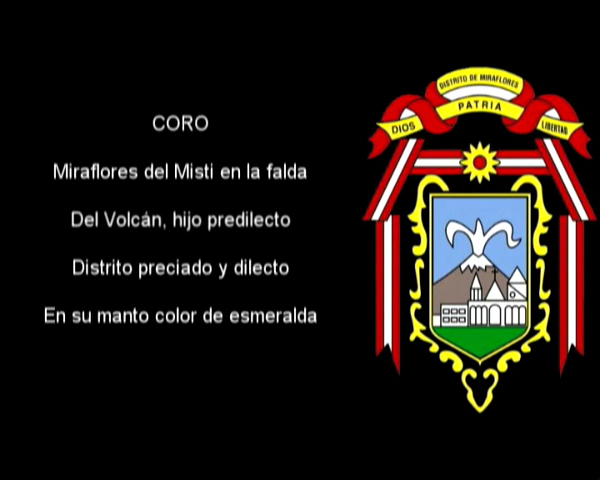 CORO
Miraflores del Misti en la falda
Del Volcán, hijo predilecto
Distrito preciado y dilecto
En su manto color de esmeralda
DISTRITO DE MIRAFLORES
PATRIA
DIOS
LIBERTAD